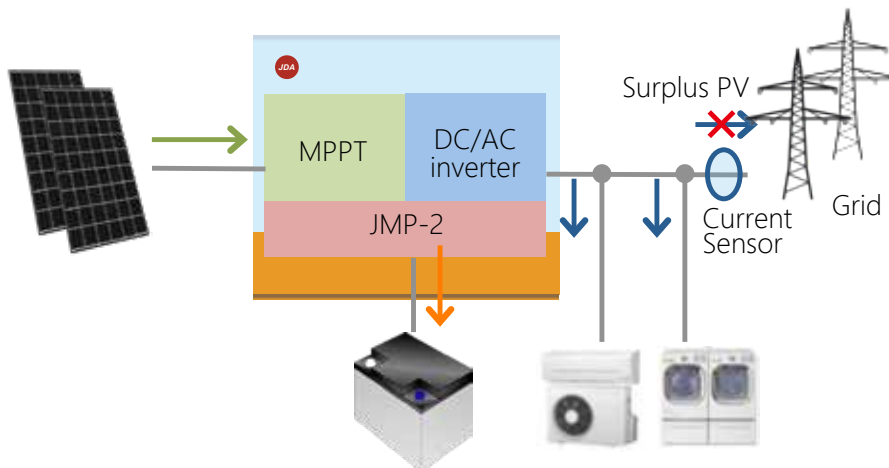 JDA
Surplus PV
MPPT
DC/AC
inverter
JMP-2
Current
Sensor
Grid